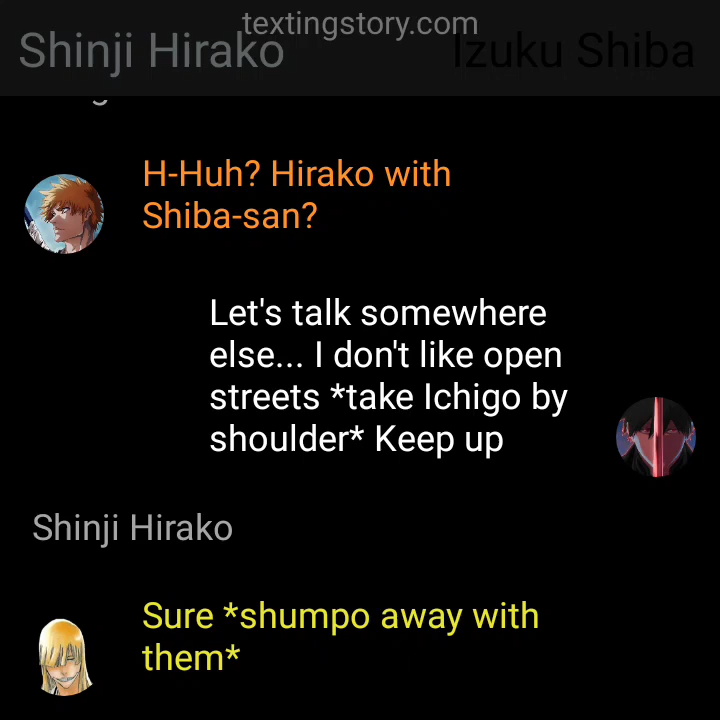 textingstory.com
Shinji Hirako
Izuku Shiba
H-Huh? Hirako with
Shiba-san?
Let's talk somewhere
else... I don't like open
streets *take Ichigo by
shoulder* Keep up
Shinji Hirako
Sure *shumpo away with
them*